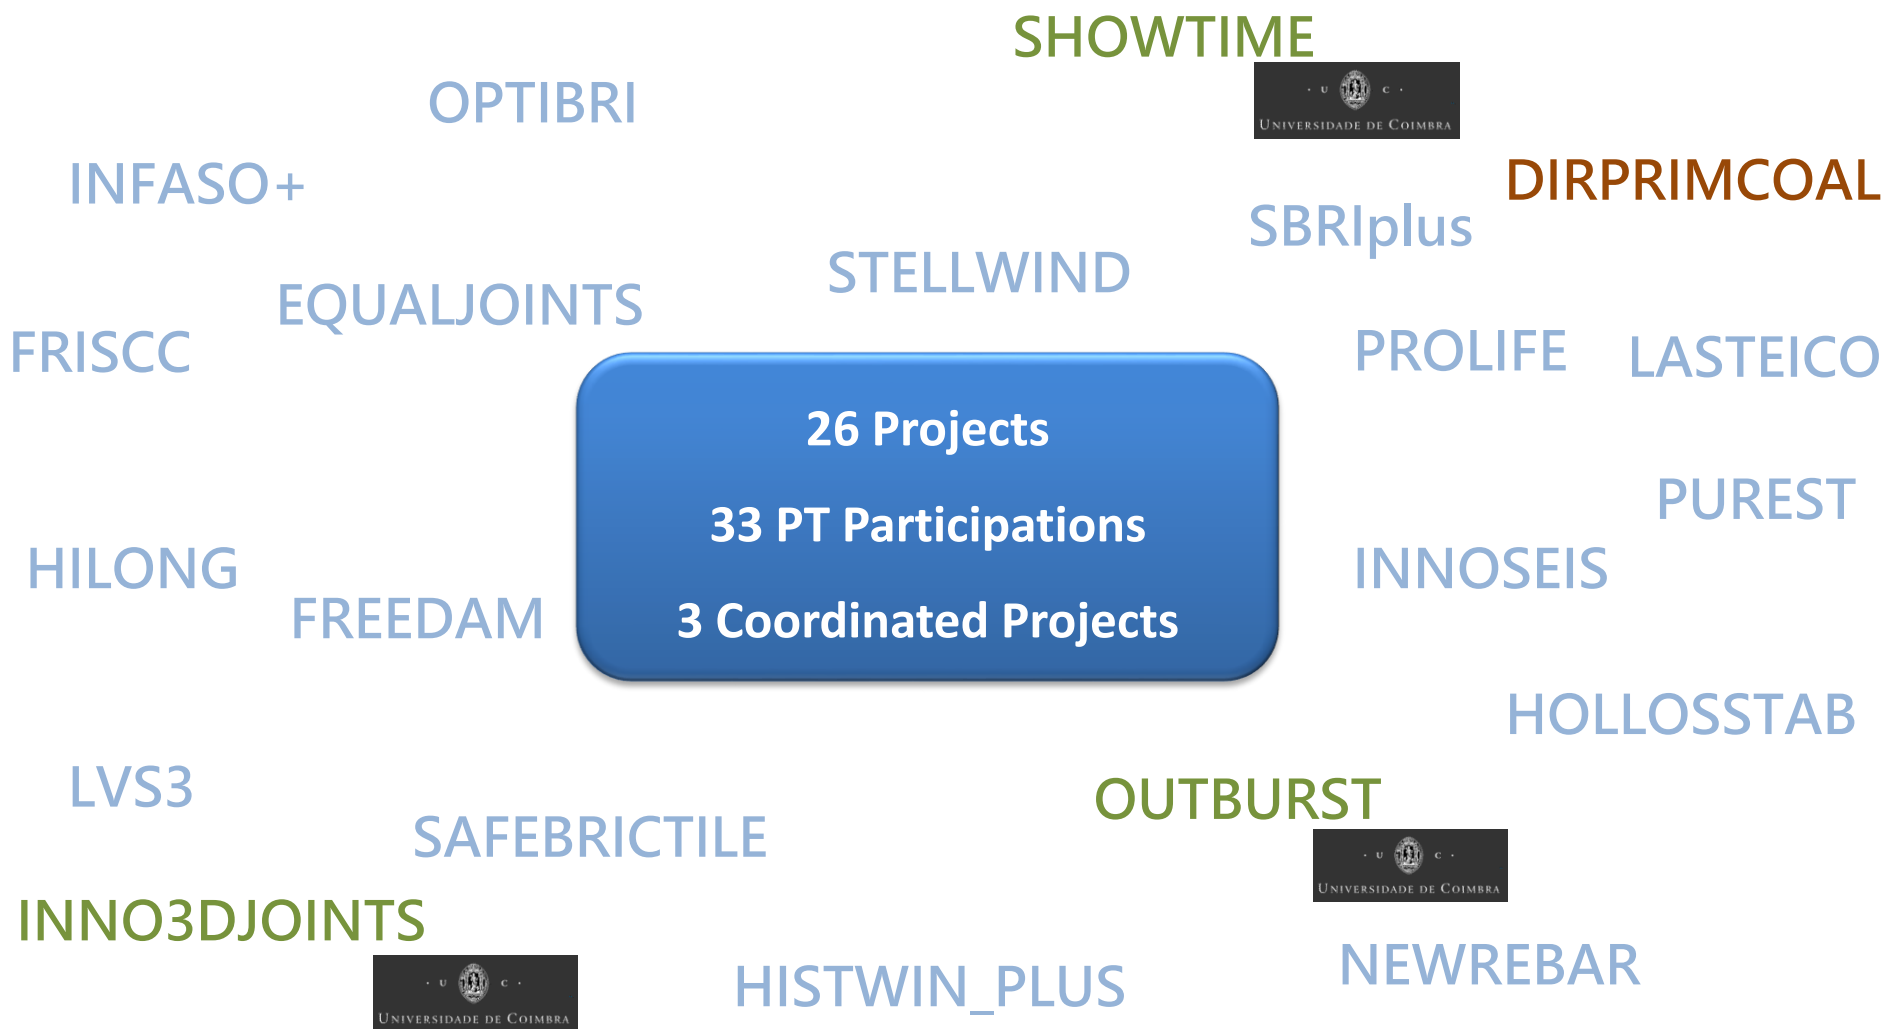 SHOWTIME
· U C ·
UNIVERSIDADE DE COIMBRA
OPTIBRI
INFASO+
DIRPRIMCOAL
SBRIplus
STELLWIND
EQUALJOINTS
FRISCC
PROLIFE
LASTEICO
26 Projects
33 PT Participations
3 Coordinated Projects
PUREST
HILONG
INNOSEIS
FREEDAM
HOLLOSSTAB
LVS3
OUTBURST
· U C ·
UNIVERSIDADE DE COIMBRA
SAFEBRICTILE
INNO3DJOINTS
· U C ·
UNIVERSIDADE DE COIMBRA
HISTWIN_PLUS
NEWREBAR